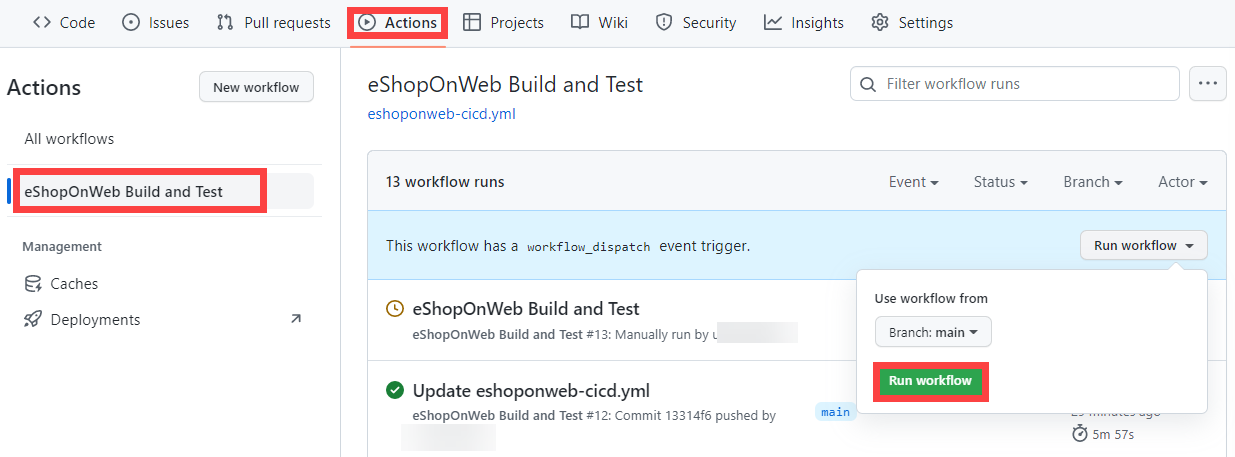 Code Issues Pull requests Actions Projects Wiki Security Insights Settings
Actions
New workflow
All workflows
eShopOnWeb Build and Test
Management
Caches
Deployments
eShopOnWeb Build and Test
eshoponweb-cicd.yml
Filter workflow runs
13 workflow runs
Event Status Branch Actor
This workflow has a workflow_dispatch event trigger.
Run workflow
Use workflow from
Branch: main
Run workflow
eShopOnWeb Build and Test
eShopOnWeb Build and Test #13: Manually run by
Update eshoponweb-cicd.yml
eShopOnWeb Build and Test #12: Commit 13314f6 pushed by
main
minutes ago
5m 57s